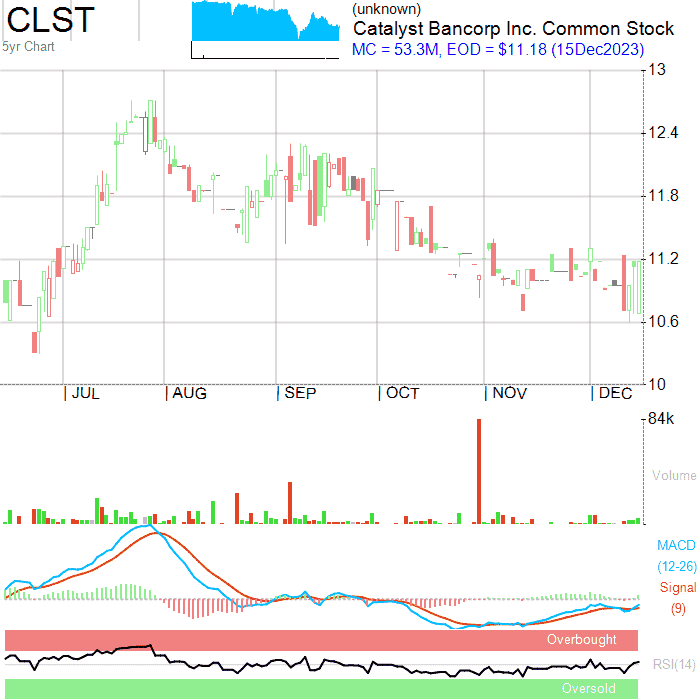 CLST
5yr Chart
(unknown)
Catalyst Bancorp Inc. Common Stock
MC = 53.3M, EOD = $11.18 (15Dec2023)
13
12.4
11.8
11.2
10.6
10
JUL
AUG
SEP
OCT
NOV
DEC
84k
Volume
MACD
(12-26)
Signal
(9)
Overbought
RSI(14)
Oversold